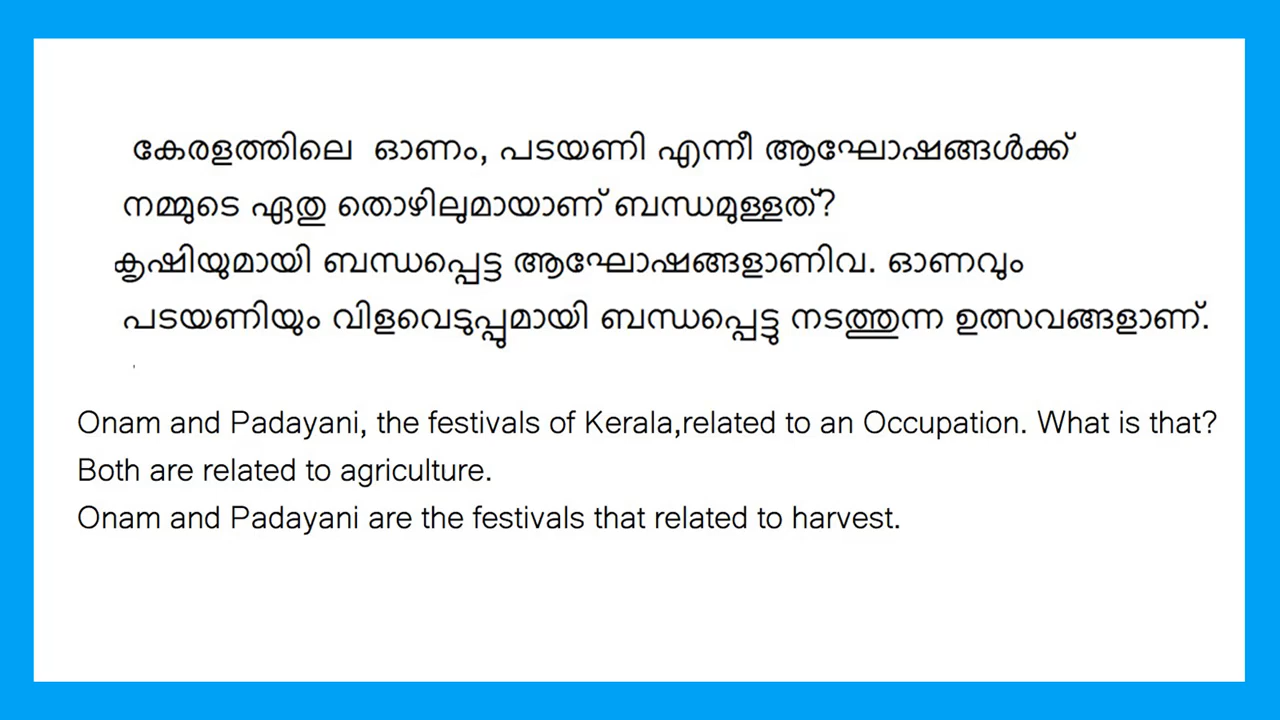 കേരളത്തിലെ ഓണം, പടയണി എന്നീ ആഘോഷങ്ങൾക്ക്
നമ്മുടെ ഏതു തൊഴിലുമായാണ് ബന്ധമുള്ളത്?
കൃഷിയുമായി ബന്ധപ്പെട്ട ആഘോഷങ്ങളാണിവ. ഓണവും
പടയണിയും വിളവെടുപ്പുമായി ബന്ധപ്പെട്ടു നടത്തുന്ന ഉത്സവങ്ങളാണ്.
Onam and Padayani, the festivals of Kerala,related to an Occupation. What is that?
Both are related to agriculture.
Onam and Padayani are the festivals that related to harvest.